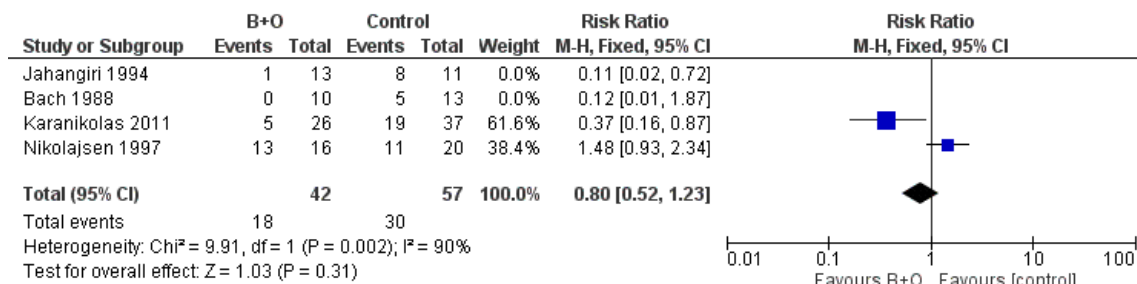 B+O Control Risk Ratio Risk Ratio
Study or Subgroup Events Total Events Total Weight M-H, Fixed, 95% CI M-H, Fixed, 95% CI
Jahangiri 1994 1 13 8 11 0.0% 0.11 [0.02, 0.72]
Bach 1988 0 10 5 13 0.0% 0.12 [0.01, 1.87]
Karanikolas 2011 5 26 19 37 61.6% 0.37 [0.16, 0.87]
Nikolajsen 1997 13 16 11 20 38.4% 1.48 [0.93, 2.34]
Total (95% CI) 42 57 100.0% 0.80 [0.52, 1.23]
Total events 18 30
Heterogeneity: Chi² = 9.91, df = 1 (P = 0.002); I² = 90%
Test for overall effect: Z = 1.03 (P = 0.31)
0.01 0.1 1 10 100
Favours B+O Favours [control]